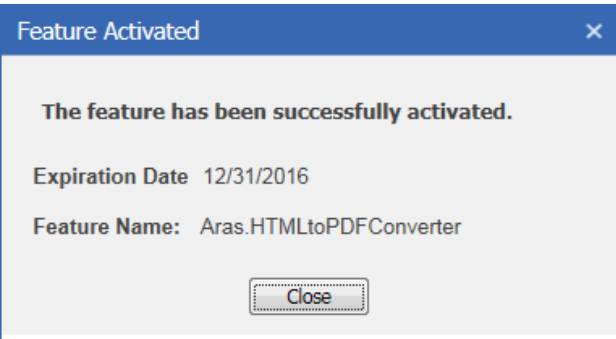 Feature Activated
The feature has been successfully activated.
Expiration Date 12/31/2016
Feature Name: Aras.HTMLtoPDFConverter
Close